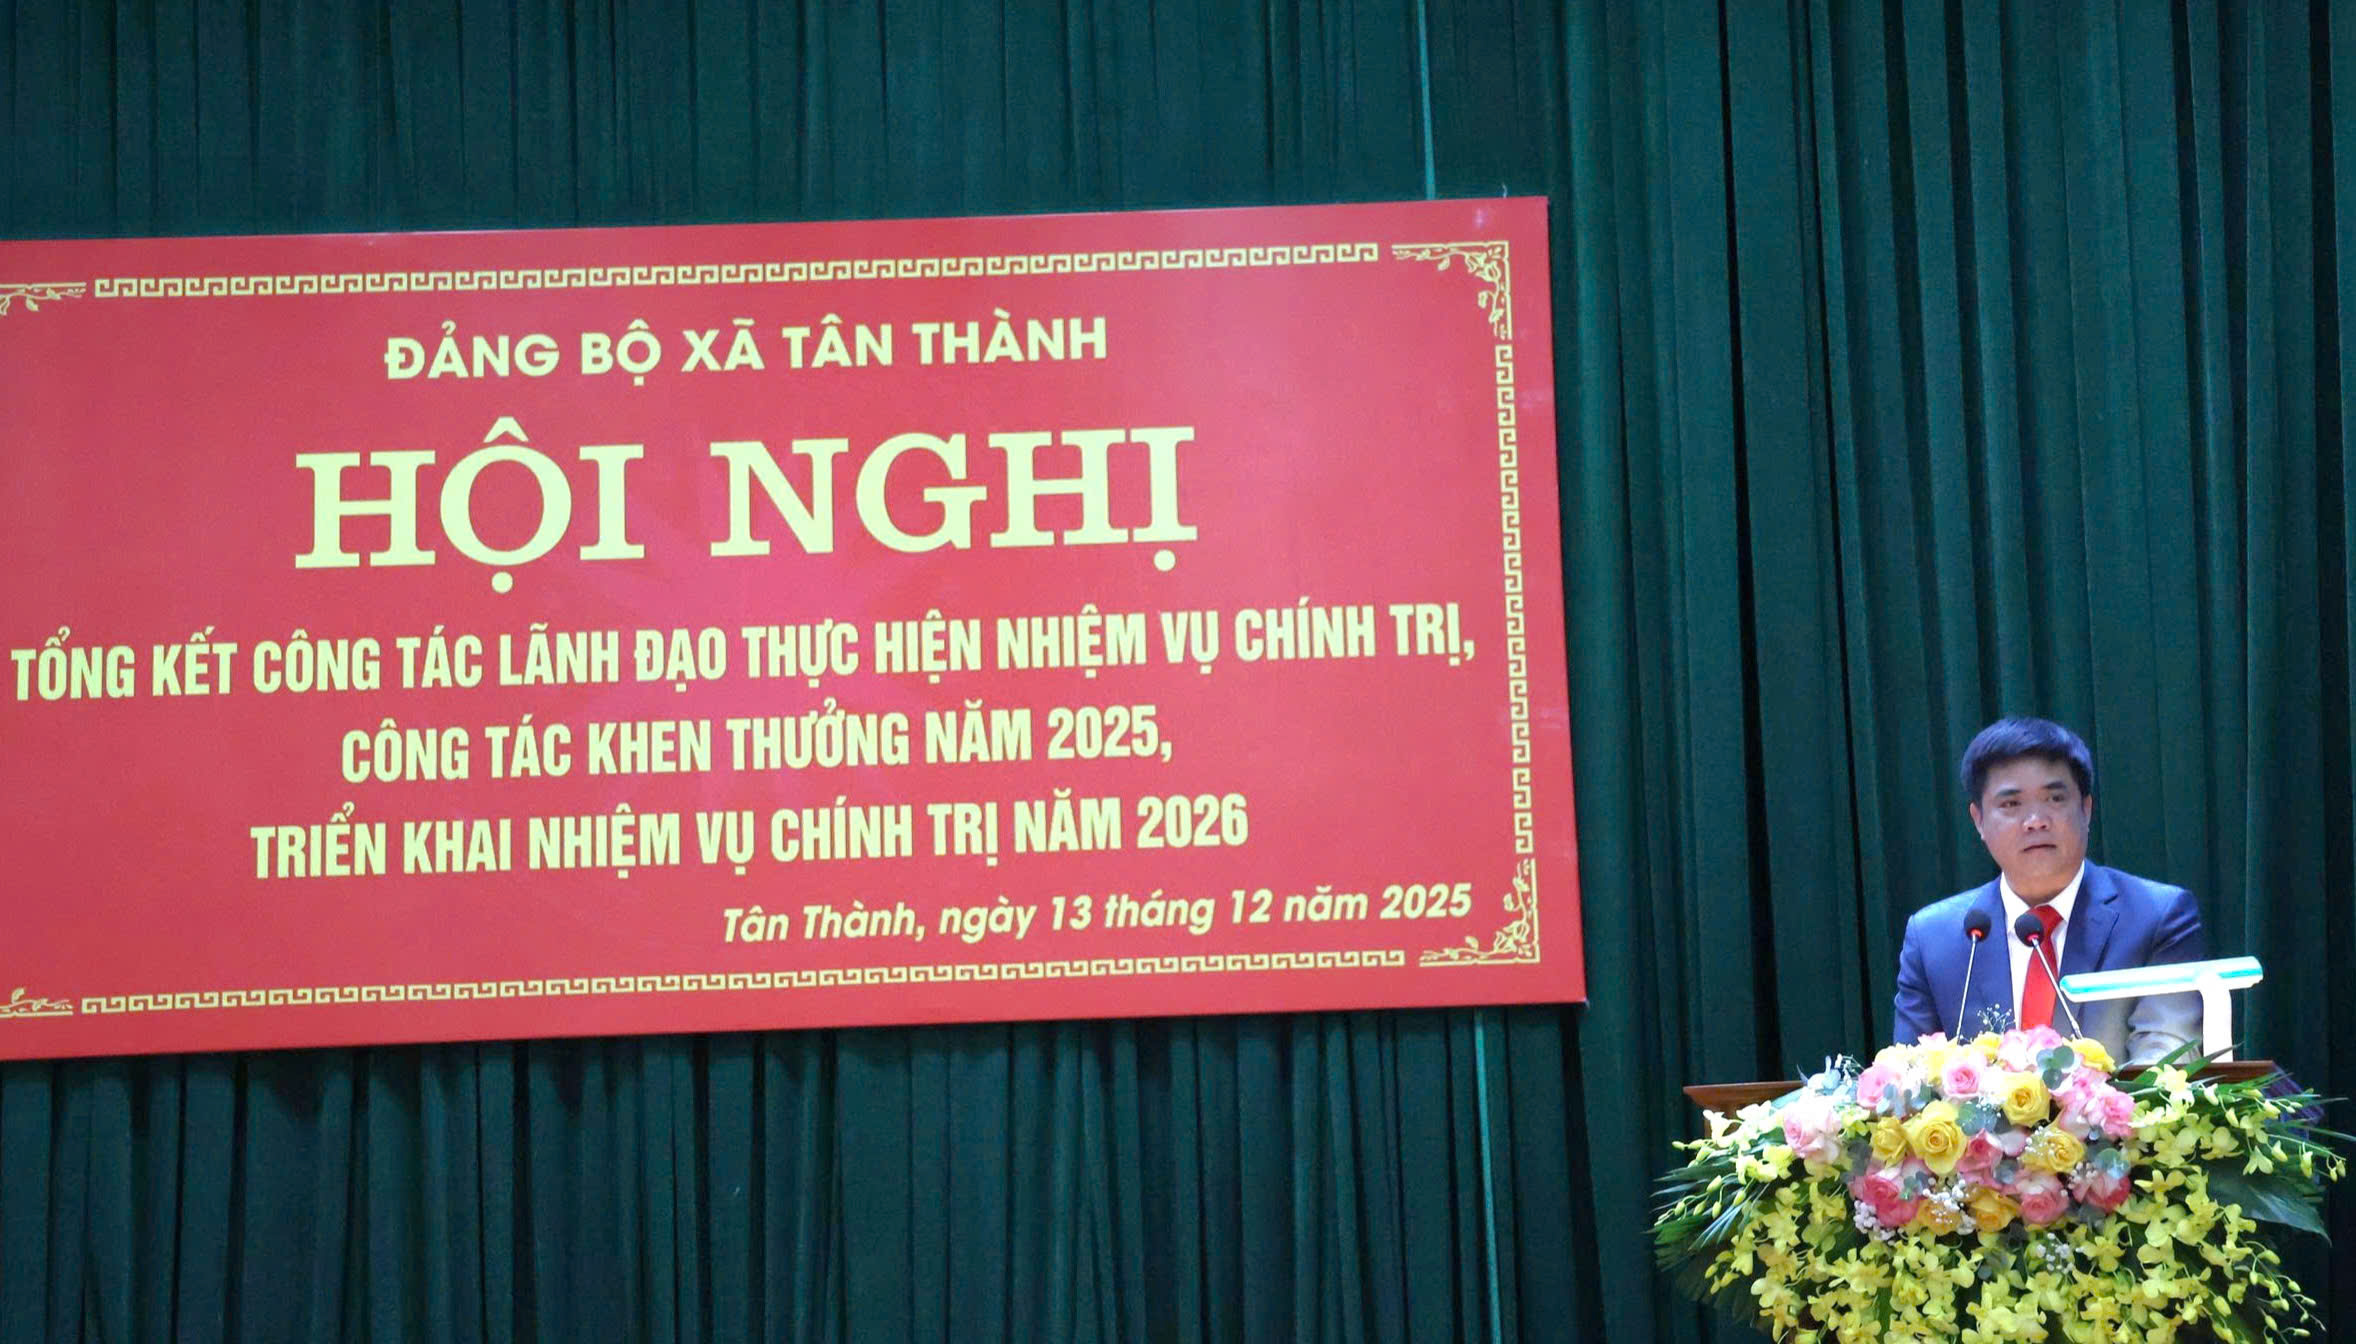 ĐẢNG BỘ XÃ TÂN THÀNH
HỘI NGHỊ
TỔNG KẾT CÔNG TÁC LÃNH ĐẠO THỰC HIỆN NHIỆM VỤ CHÍNH TRỊ,
CÔNG TÁC KHEN THƯỞNG NĂM 2025,
TRIỂN KHAI NHIỆM VỤ CHÍNH TRỊ NĂM 2026
Tân Thành, ngày 13 tháng 12 năm 2025